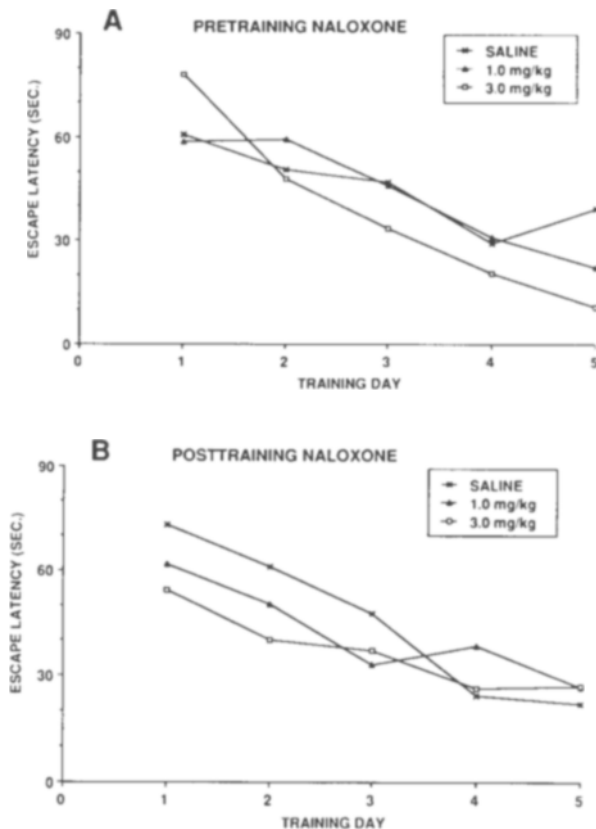 A
PRETRAINING NALOXONE
SALINE
1.0 mg/kg
3.0 mg/kg
90
60
30
0
ESCAPE LATENCY (SEC.)
0 1 2 3 4 5
TRAINING DAY
B
POSTTRAINING NALOXONE
SALINE
1.0 mg/kg
3.0 mg/kg
90
60
30
0
ESCAPE LATENCY (SEC.)
0 1 2 3 4 5
TRAINING DAY